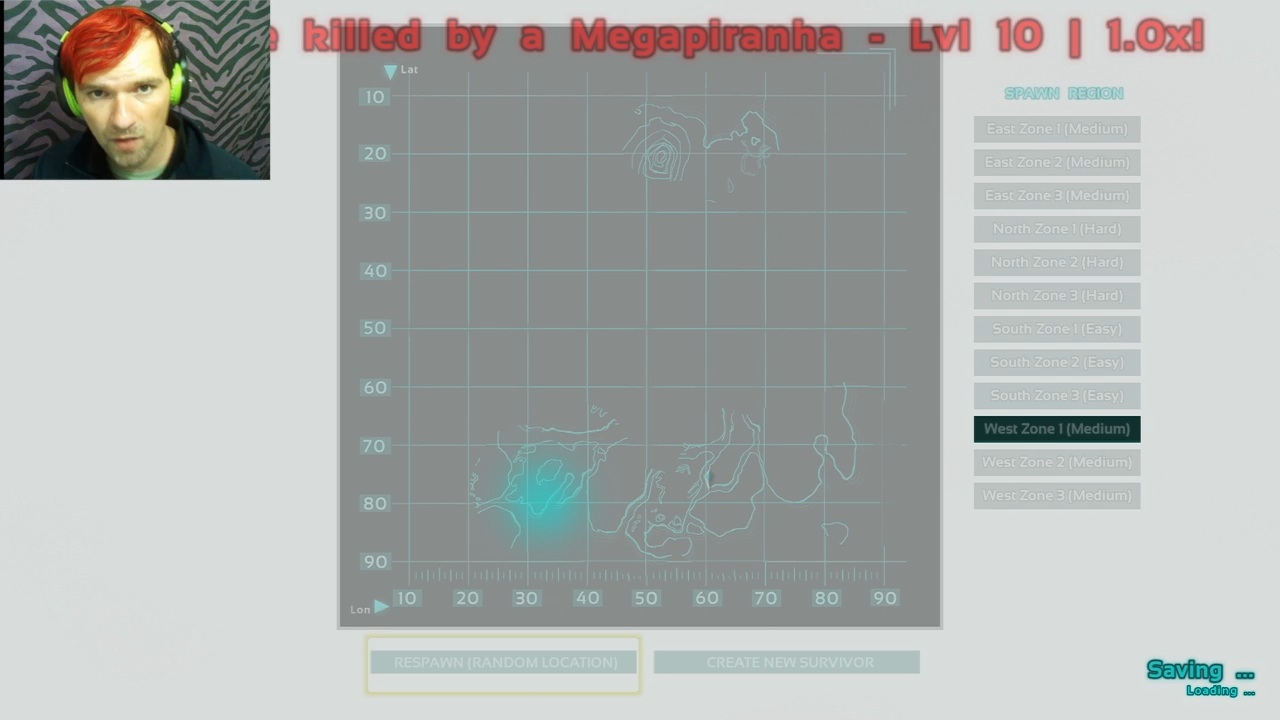 killed by a Megapiranha - Lvl 10 | 1.0x!
Lat
10
20
30
40
50
60
70
80
90
Lon
10 20 30 40 50 60 70 80 90
SPAWN REGION
East Zone 1 (Medium)
East Zone 2 (Medium)
East Zone 3 (Medium)
North Zone 1 (Hard)
North Zone 2 (Hard)
North Zone 3 (Hard)
South Zone 1 (Easy)
South Zone 2 (Easy)
South Zone 3 (Easy)
West Zone 1 (Medium)
West Zone 2 (Medium)
West Zone 3 (Medium)
RESPAWN (RANDOM LOCATION)
CREATE NEW SURVIVOR
Saving ...
Loading ...